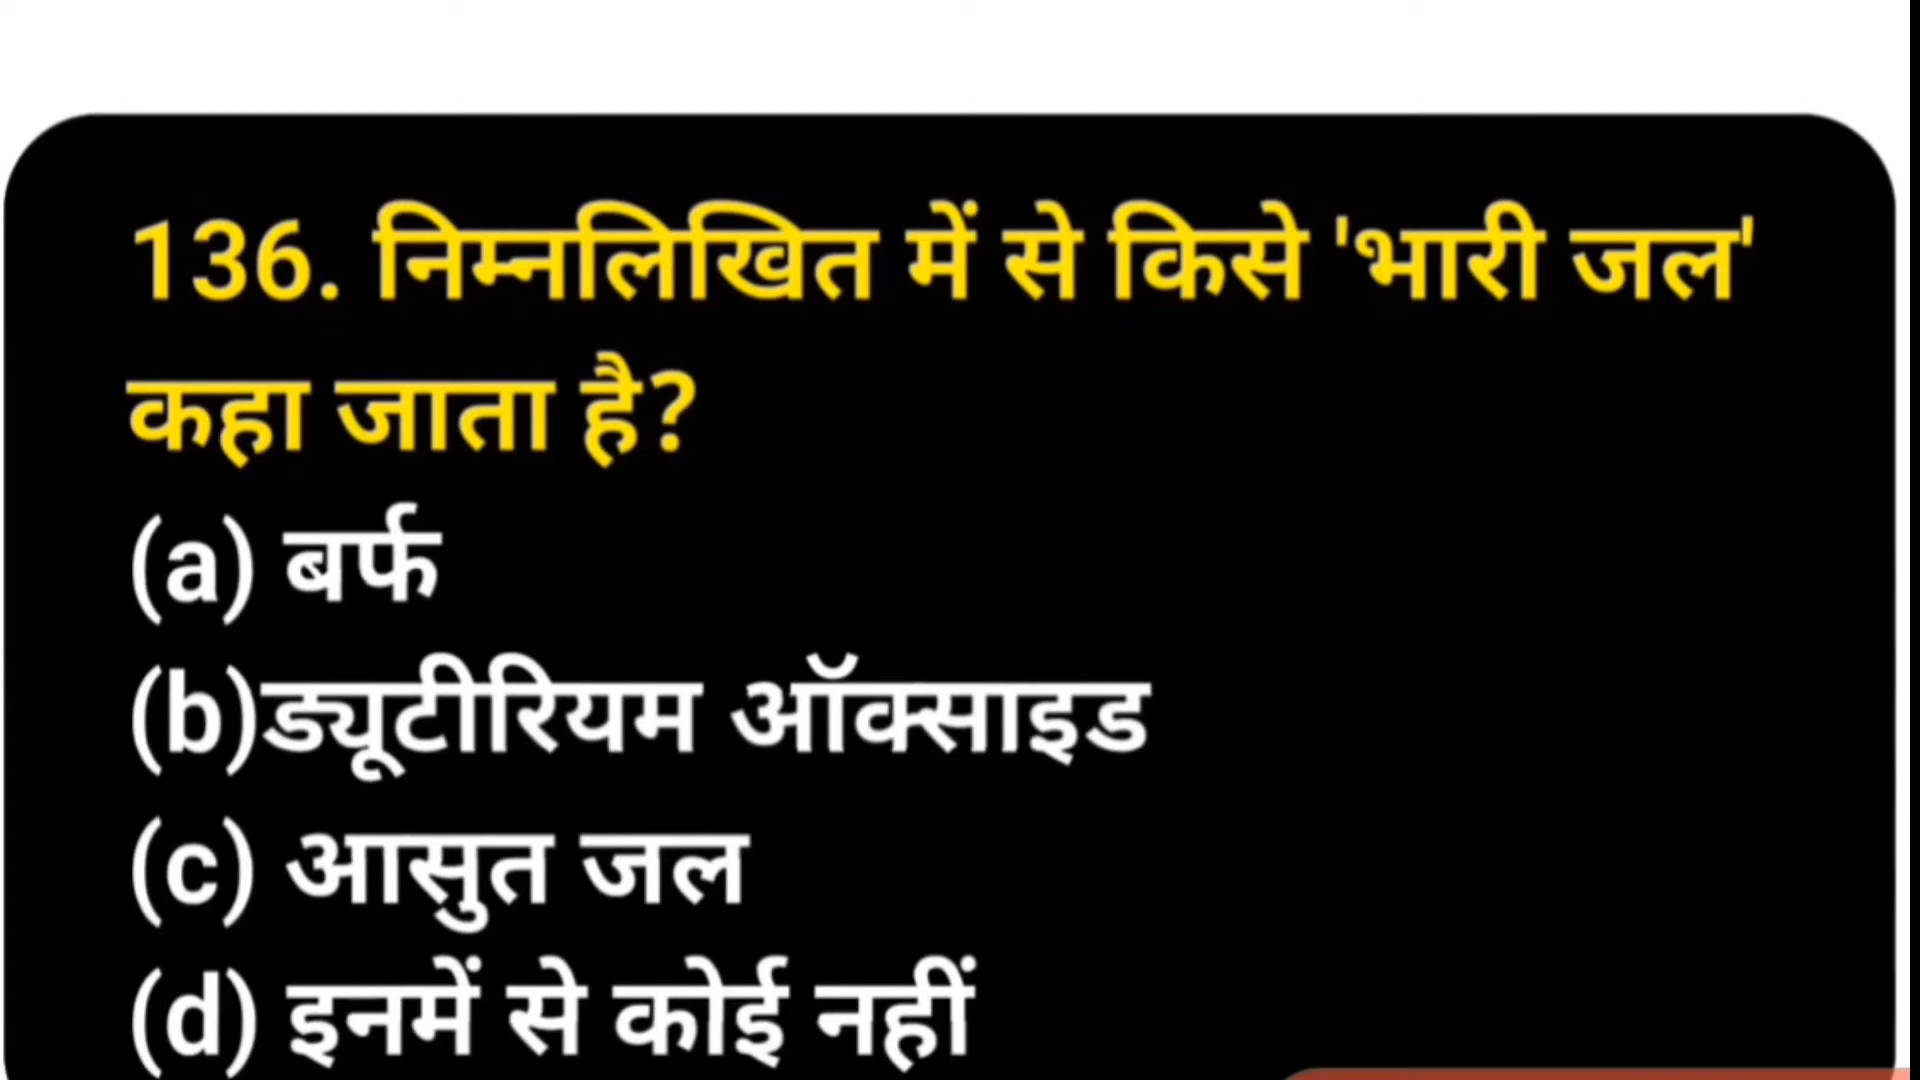 136. निम्नलिखित में से किसे 'भारी जल'
कहा जाता है?
(a) बर्फ
(b)ड्यूटीरियम ऑक्साइड
(c) आसुत जल
(d) इनमें से कोई नहीं